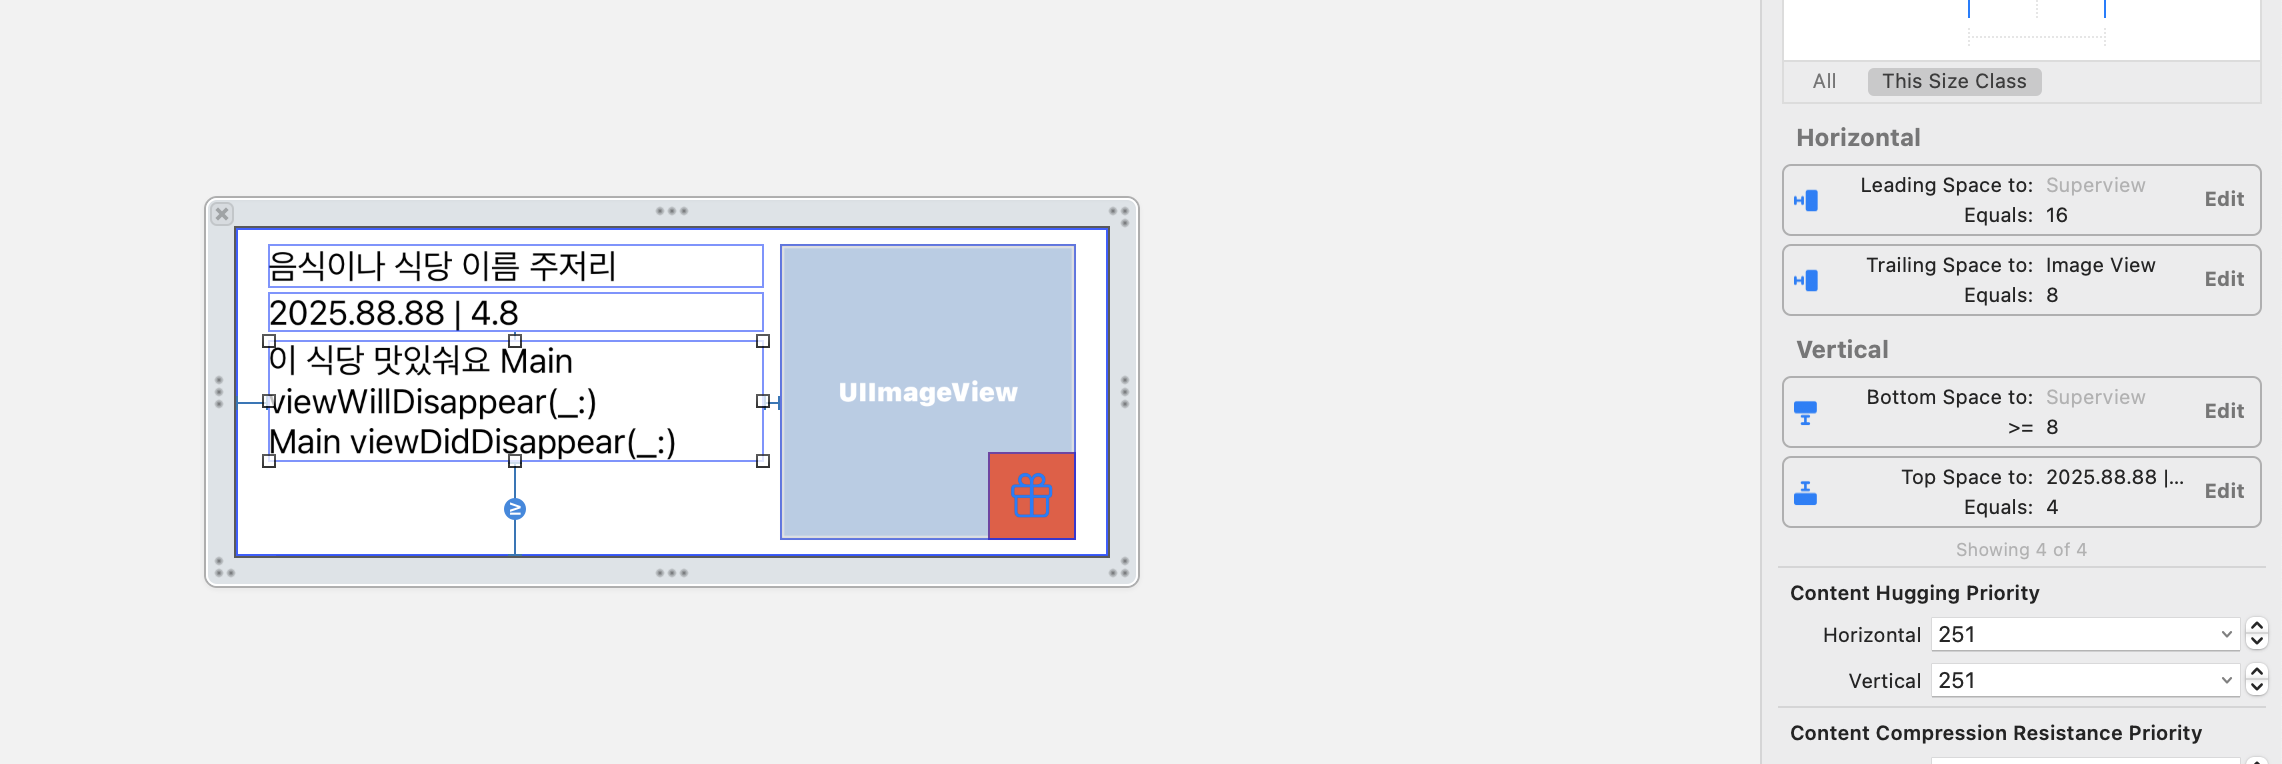 음식이나 식당 이름 주저리
2025.88.88 | 4.8
이 식당 맛있숴요 Main
viewWillDisappear(_:)
Main viewDidDisappear(_:)
UIImageView
All
This Size Class
Horizontal
Leading Space to: Superview
Equals: 16
Edit
Trailing Space to: Image View
Equals: 8
Edit
Vertical
Bottom Space to: Superview
>= 8
Edit
Top Space to: 2025.88.88 |...
Equals: 4
Edit
Showing 4 of 4
Content Hugging Priority
Horizontal 251
Vertical 251
Content Compression Resistance Priority